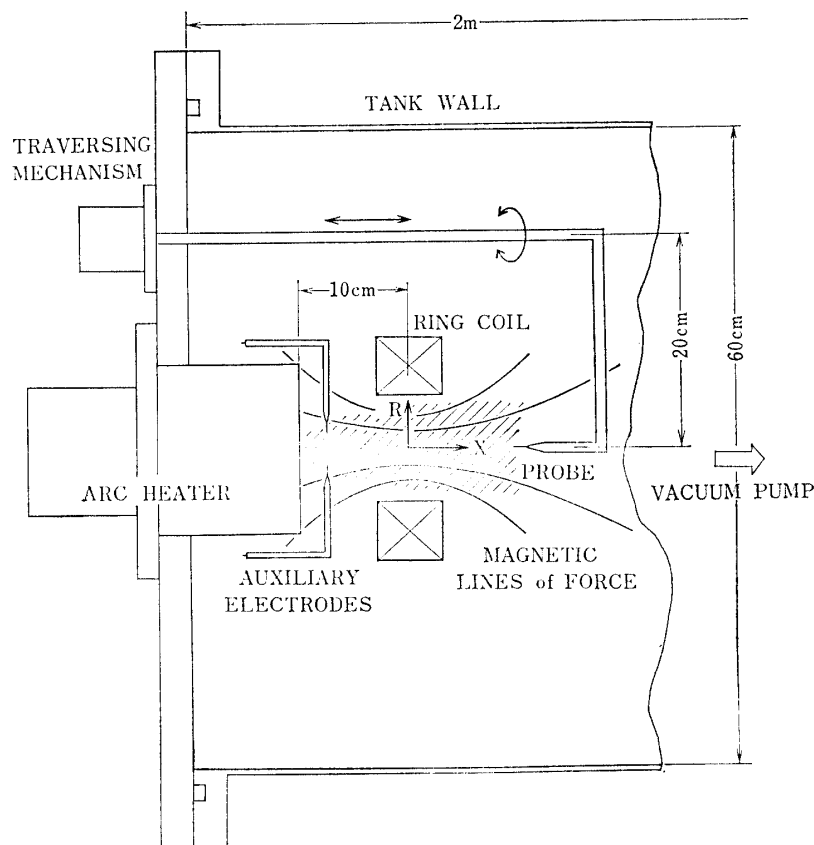 2m
TANK WALL
TRAVERSING
MECHANISM
10cm
RING COIL
20cm
60cm
R
X
PROBE
ARC HEATER
VACUUM PUMP
AUXILIARY
ELECTRODES
MAGNETIC
LINES of FORCE